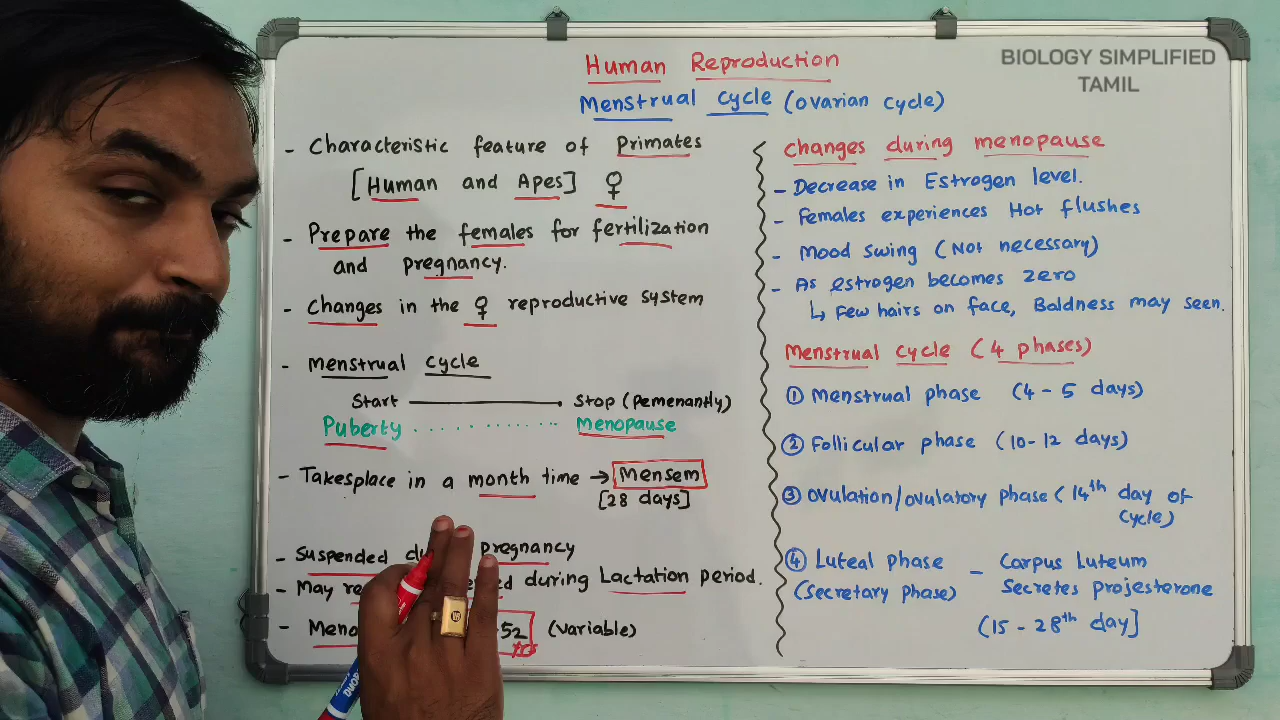 Human Reproduction
Menstrual cycle (ovarian cycle)
BIOLOGY SIMPLIFIED
TAMIL
- Characteristic feature of Primates
[Human and Apes] ♀
- Prepare the females for fertilization
and pregnancy.
- Changes in the ♀ reproductive system
- Menstrual cycle
Start Stop (Pemenantly)
Puberty Menopause
- Takesplace in a month time → Mensem
[28 days]
- Suspended pregnancy
- May during Lactation period.
- 52 yrs (variable)
changes during menopause
- Decrease in Estrogen level.
- Females experiences Hot flushes
- Mood swing (Not necessary)
- As estrogen becomes zero
↳ Few hairs on face, Baldness may seen.
Menstrual cycle (4 phases)
① Menstrual phase (4 - 5 days)
② Follicular phase (10-12 days)
③ ovulation/ovulatory phase (14th day of
cycle)
④ Luteal phase - Corpus Luteum
(Secretary phase) Secretes projesterone
(15 - 28th day]